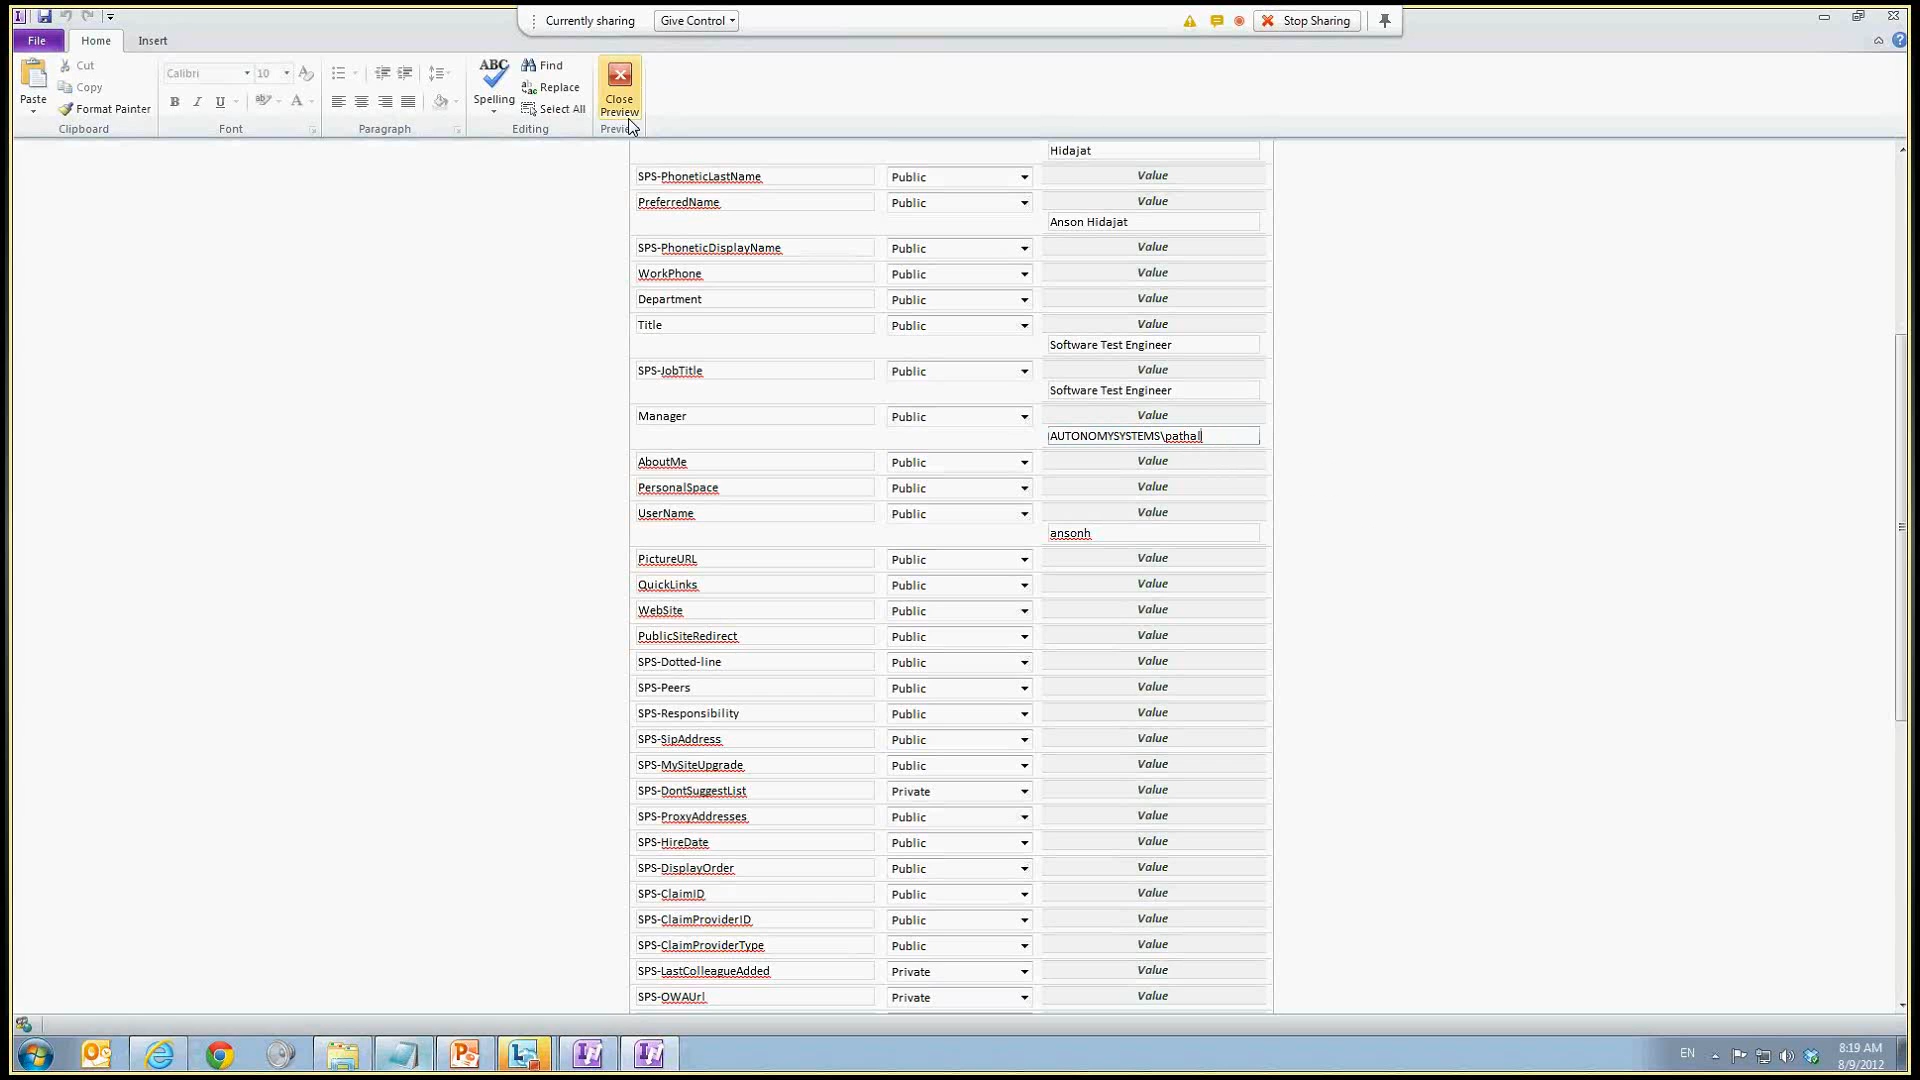 Currently sharing
Give Control
Stop Sharing
File
Home
Insert
Paste
Cut
Copy
Format Painter
Clipboard
Calibri
10
B I U
A
Font
Paragraph
ABC
Spelling
Find
Replace
Select All
Editing
Close
Preview
Hidajat
SPS-PhoneticLastName Public Value
PreferredName Public Value
Anson Hidajat
SPS-PhoneticDisplayName Public Value
WorkPhone Public Value
Department Public Value
Title Public Value
Software Test Engineer
SPS-JobTitle Public Value
Software Test Engineer
Manager Public Value
AUTONOMYSYSTEMS\pathal
AboutMe Public Value
PersonalSpace Public Value
UserName Public Value
ansonh
PictureURL Public Value
QuickLinks Public Value
WebSite Public Value
PublicSiteRedirect Public Value
SPS-Dotted-line Public Value
SPS-Peers Public Value
SPS-Responsibility Public Value
SPS-SipAddress Public Value
SPS-MySiteUpgrade Public Value
SPS-DontSuggestList Private Value
SPS-ProxyAddresses Public Value
SPS-HireDate Public Value
SPS-DisplayOrder Public Value
SPS-ClaimID Public Value
SPS-ClaimProviderID Public Value
SPS-ClaimProviderType Public Value
SPS-LastColleagueAdded Private Value
SPS-OWAUrl Private Value
EN
8:19 AM
8/9/2012